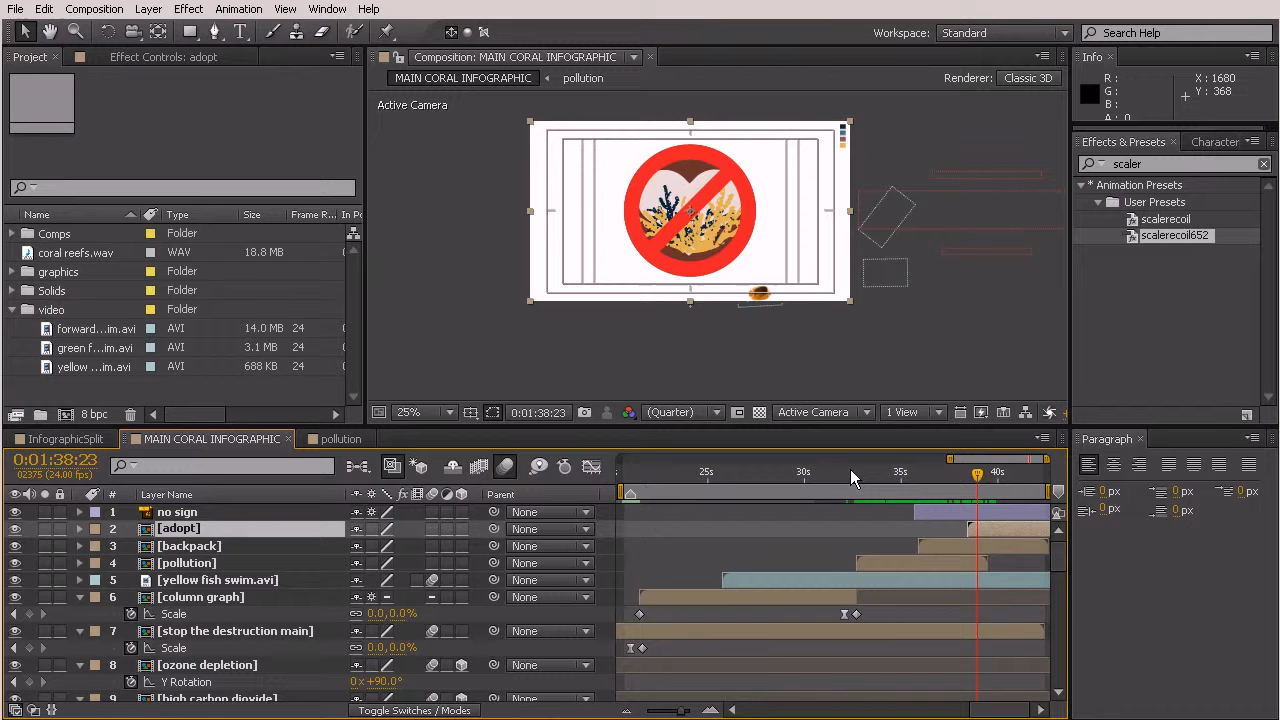 File Edit Composition Layer Effect Animation View Window Help
Workspace: Standard Search Help
Project Effect Controls: adopt
Composition: MAIN CORAL INFOGRAPHIC
MAIN CORAL INFOGRAPHIC pollution Renderer: Classic 3D
Active Camera
Info
R : X : 1680
G : Y : 368
B :
A : 0
Effects & Presets Character
scaler
* Animation Presets
User Presets
scalerecoil
scalerecoil652
Name Type Size Frame R... In Po
Comps Folder
coral reefs.wav WAV 18.8 MB
graphics Folder
Solids Folder
video Folder
forward...im.avi AVI 14.0 MB 24
green f...im.avi AVI 3.1 MB 24
yellow ...im.avi AVI 688 KB 24
8 bpc
25% 0:01:38:23 (Quarter) Active Camera 1 View
InfographicSplit MAIN CORAL INFOGRAPHIC pollution
Paragraph
0:01:38:23
02375 (24.00 fps)
25s 30s 35s 40s
# Layer Name fx Parent
1 no sign None
2 [adopt] None
3 [backpack] None
4 [pollution] None
5 [yellow fish swim.avi] None
6 [column graph] None
Scale 0.0,0.0%
7 [stop the destruction main] None
Scale 0.0,0.0%
8 [ozone depletion] None
Y Rotation 0x+90.0°
9 [high carbon dioxide] None
Toggle Switches / Modes
0 px 0 px 0 px
0 px 0 px